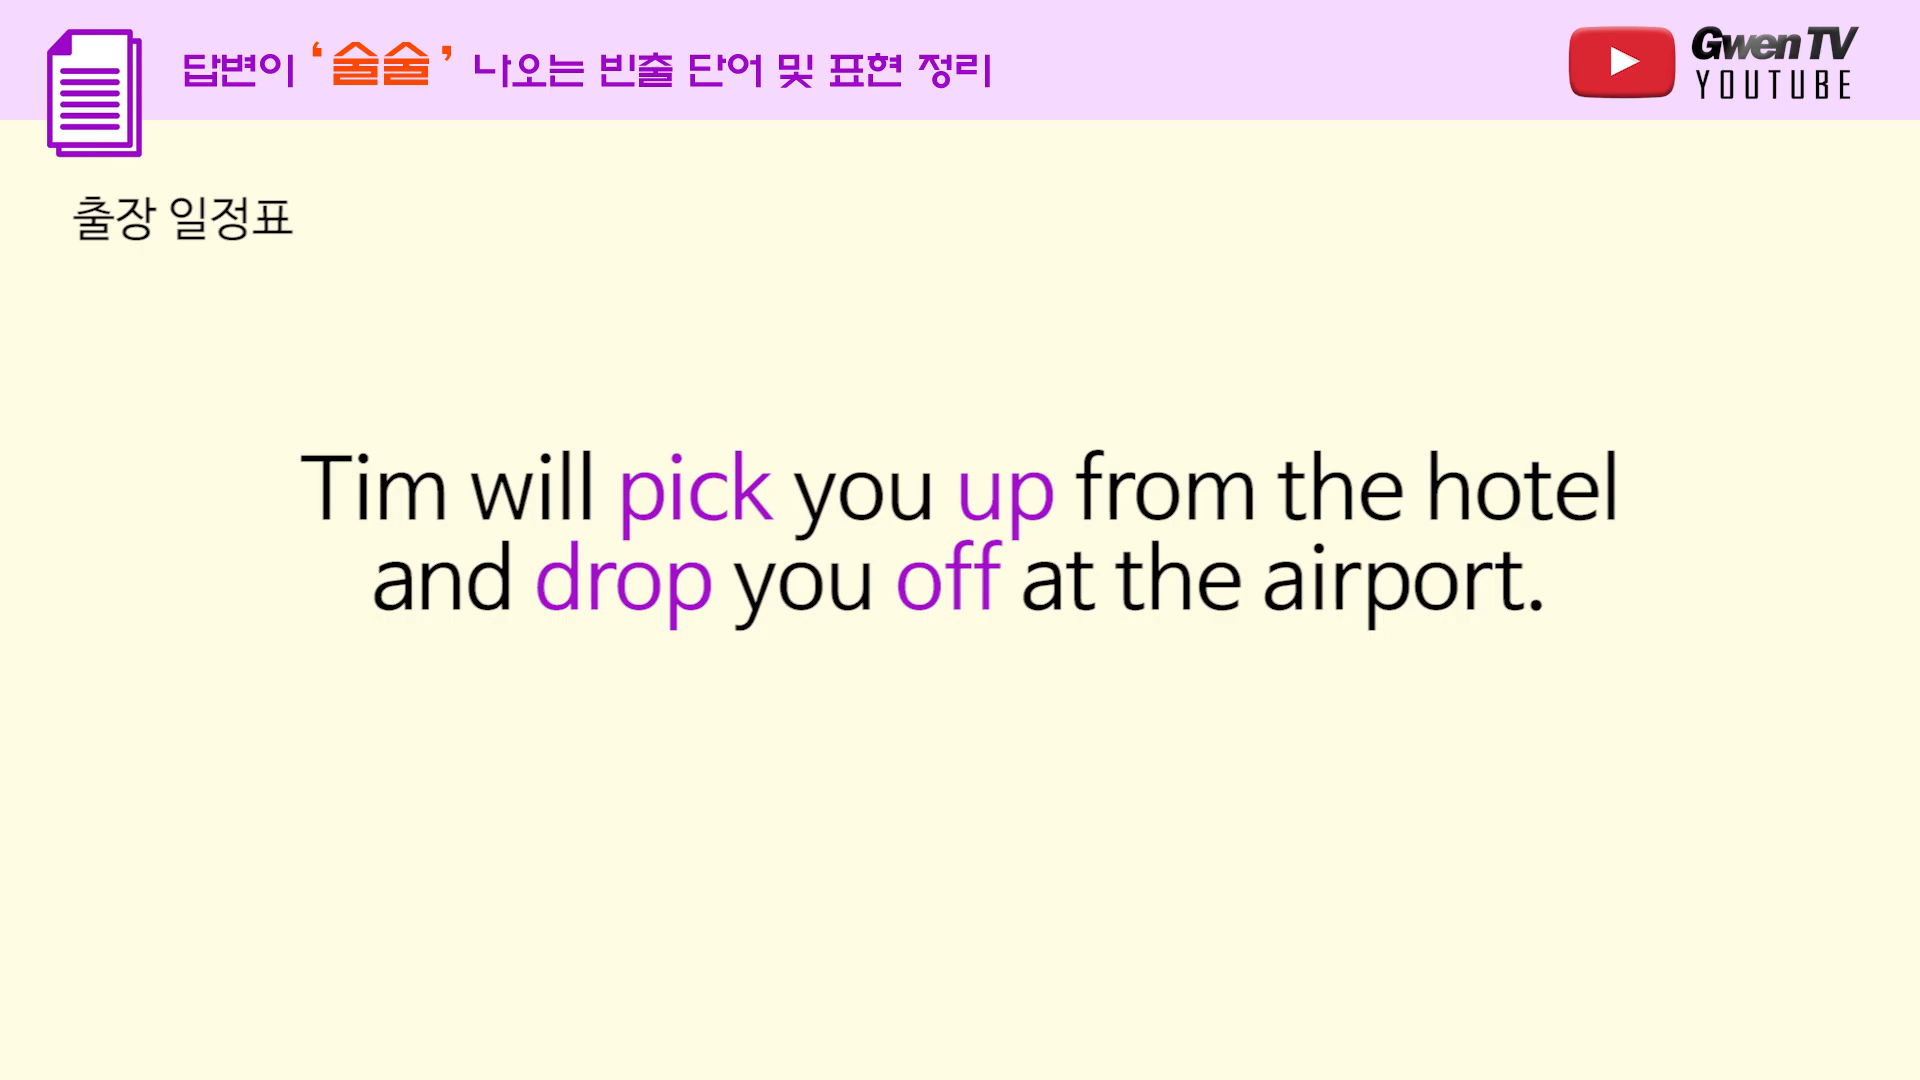 답변이 ‘술술’ 나오는 빈출 단어 및 표현 정리
Gwen TV
YOUTUBE
출장 일정표
Tim will pick you up from the hotel
and drop you off at the airport.